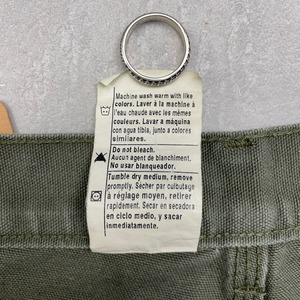 Machine wash warm with like
colors. Laver à la machine à
l'eau chaude avec les mêmes
couleurs. Lavar a máquina
con agua tibia, junto a colores
similares.
Do not bleach.
Aucun agent de blanchiment.
No usar blanqueador.
Tumble dry medium, remove
promptly. Sécher par culbutage
à réglage moyen, retirer
rapidement. Secar en secadora
en ciclo medio, y sacar
inmediatamente.